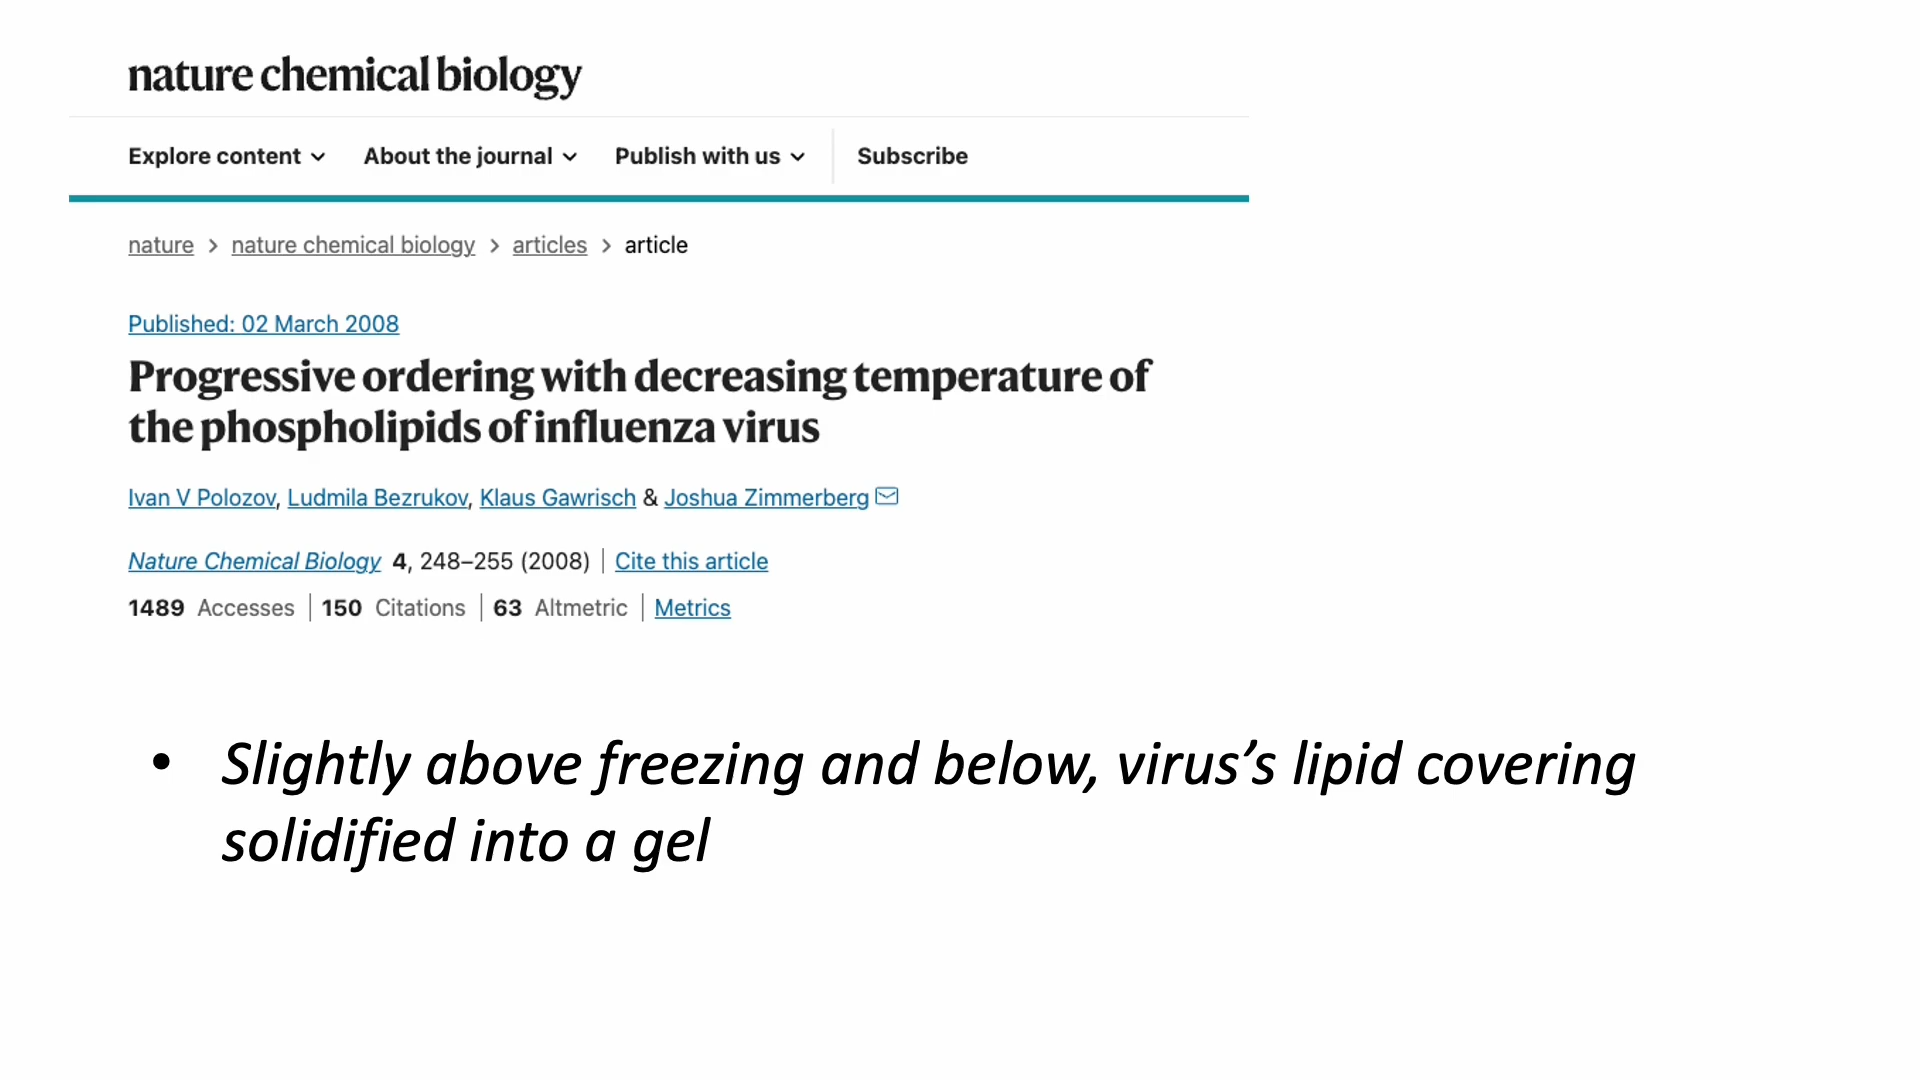 nature chemical biology
Explore content About the journal Publish with us Subscribe
nature > nature chemical biology > articles > article
Published: 02 March 2008
Progressive ordering with decreasing temperature of
the phospholipids of influenza virus
Ivan V Polozov, Ludmila Bezrukov, Klaus Gawrisch & Joshua Zimmerberg
Nature Chemical Biology 4, 248–255 (2008) | Cite this article
1489 Accesses | 150 Citations | 63 Altmetric | Metrics
• Slightly above freezing and below, virus’s lipid covering
solidified into a gel